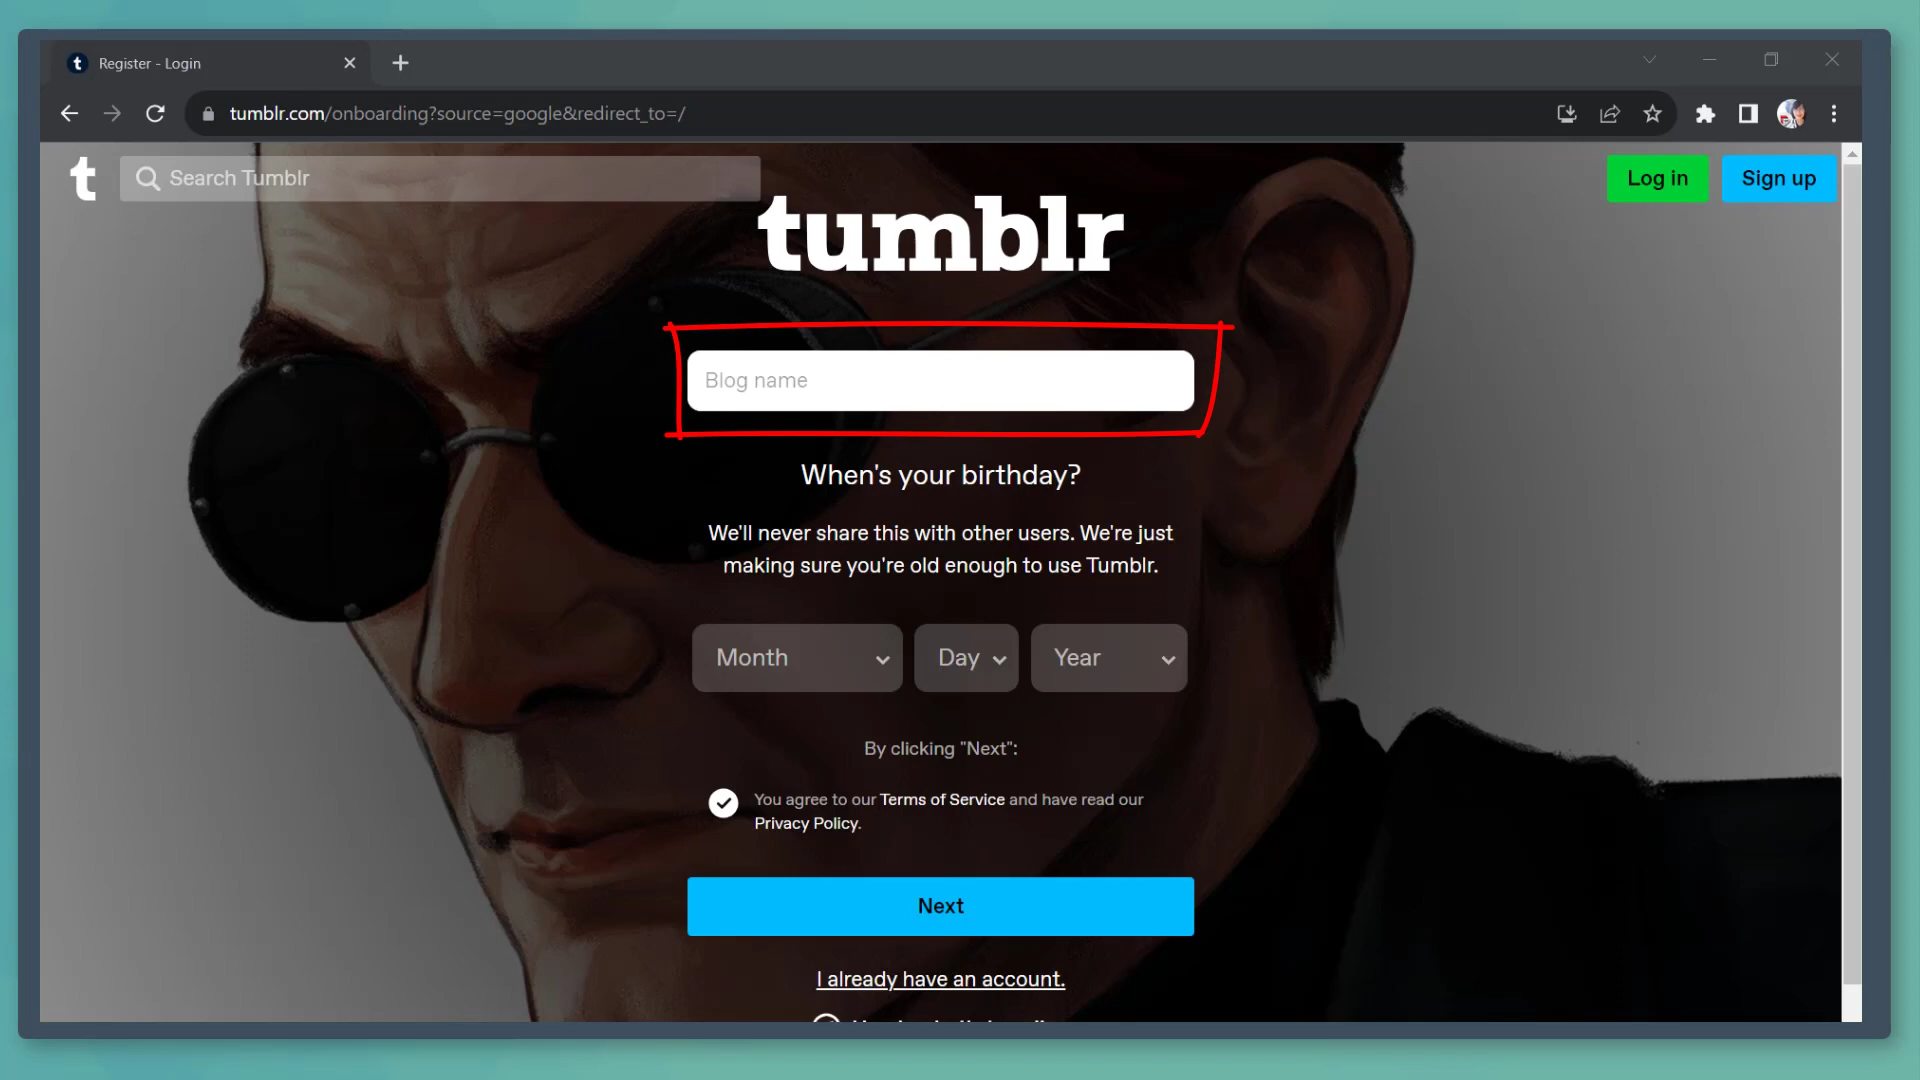 Register - Login
tumblr.com/onboarding?source=google&redirect_to=/
t
Search Tumblr
Log in
Sign up
tumblr
Blog name
When's your birthday?
We'll never share this with other users. We're just
making sure you're old enough to use Tumblr.
Month
Day
Year
By clicking "Next":
You agree to our Terms of Service and have read our
Privacy Policy.
Next
I already have an account.